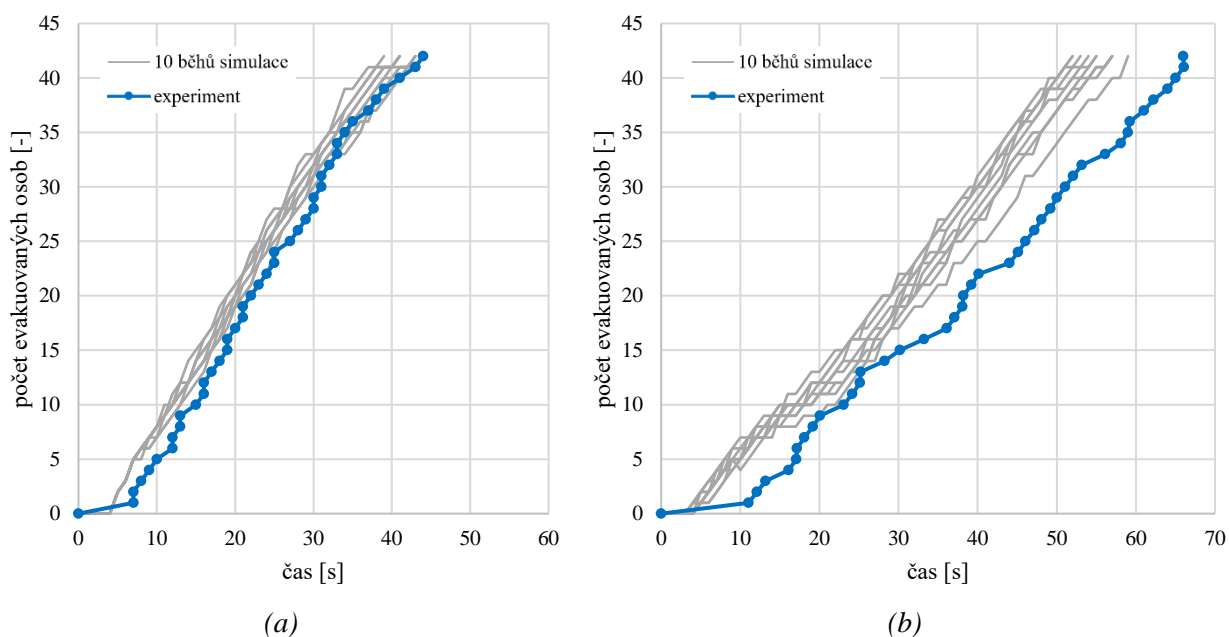 45
40
35
30
25
20
15
10
5
0
počet evakuovaných osob [-]
10 běhů simulace
experiment
0 10 20 30 40 50 60
čas [s]
(a)
45
40
35
30
25
20
15
10
5
0
počet evakuovaných osob [-]
10 běhů simulace
experiment
0 10 20 30 40 50 60 70
čas [s]
(b)